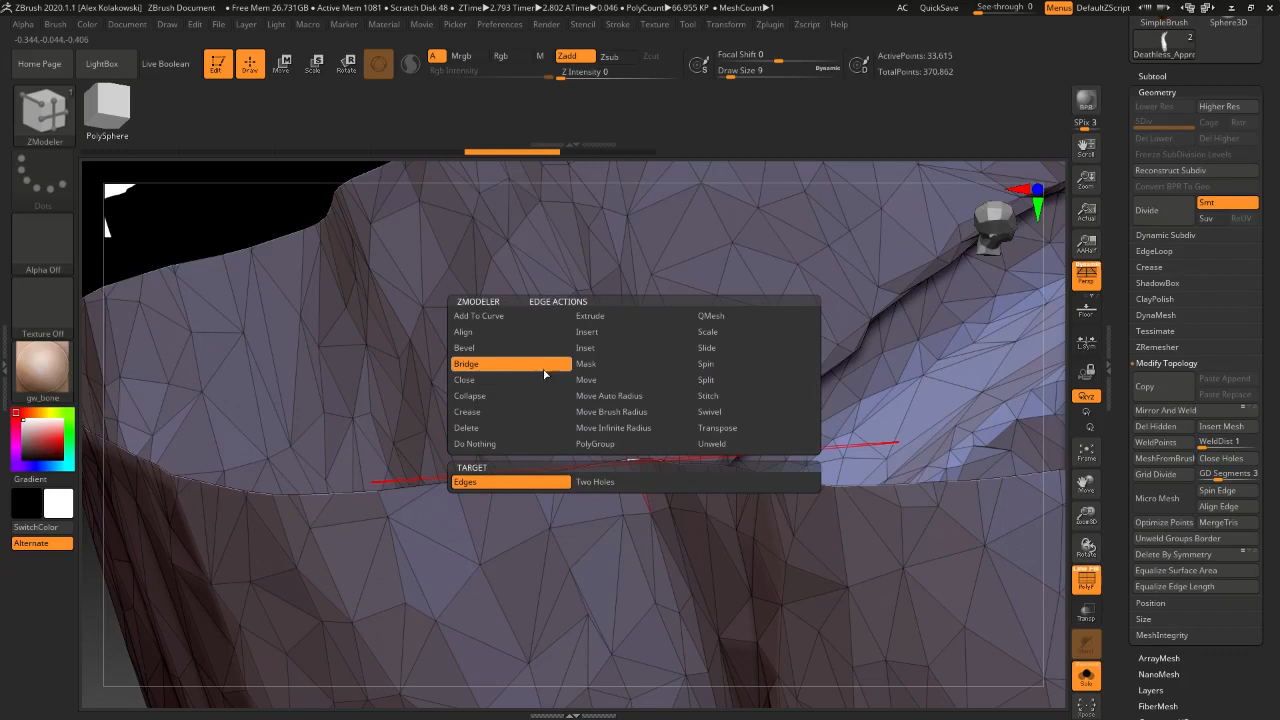 ZBrush 2020.1.1 [Alex Kolakowski] ZBrush Document • Free Mem 26.731GB • Active Mem 1081 • Scratch Disk 48 • ZTime▶2.793 Timer▶2.802 ATime▶0.046 • PolyCount▶66.955 KP • MeshCount▶1 AC QuickSave See-through 0 Menus DefaultZScript
Alpha Brush Color Document Draw Edit File Layer Light Macro Marker Material Movie Picker Preferences Render Stencil Stroke Texture Tool Transform Zplugin Zscript
-0.344,-0.044,-0.406
Home Page LightBox Live Boolean
Edit Draw Move Scale Rotate
A Mrgb Rgb M Zadd Zsub Zcut
Rgb Intensity Z Intensity 0
Focal Shift 0
Draw Size 9 Dynamic
S D
ActivePoints: 33,615
TotalPoints: 370,862
1
ZModeler
PolySphere
Dots
Alpha Off
Texture Off
gw_bone
Gradient
SwitchColor
Alternate
ZMODELER EDGE ACTIONS
Add To Curve Extrude QMesh
Align Insert Scale
Bevel Inset Slide
Bridge Mask Spin
Close Move Split
Collapse Move Auto Radius Stitch
Crease Move Brush Radius Swivel
Delete Move Infinite Radius Transpose
Do Nothing PolyGroup Unweld
TARGET
Edges Two Holes
BPR
SPix 3
Scroll
Zoom
Actual
AAHalf
Dynamic
Persp
Floor
L.Sym
XYZ
Frame
Move
Zoom3D
Rotate
Line Fill
PolyF
Transp
Solo
Xpose
SimpleBrush Sphere3D
2
Deathless_Appre
Subtool
Geometry
Lower Res Higher Res
SDiv Cage Rstr
Del Lower Del Higher
Freeze SubDivision Levels
Reconstruct Subdiv
Convert BPR To Geo
Divide Smt
Suv ReUV
Dynamic Subdiv
EdgeLoop
Crease
ShadowBox
ClayPolish
DynaMesh
Tessimate
ZRemesher
Modify Topology
Copy Paste Append
Paste Replace
Mirror And Weld
Del Hidden Insert Mesh
WeldPoints WeldDist 1
MeshFromBrush Close Holes
Grid Divide GD Segments 3
Micro Mesh Spin Edge
Align Edge
Optimize Points MergeTris
Unweld Groups Border
Delete By Symmetry
Equalize Surface Area
Equalize Edge Length
Position
Size
MeshIntegrity
ArrayMesh
NanoMesh
Layers
FiberMesh